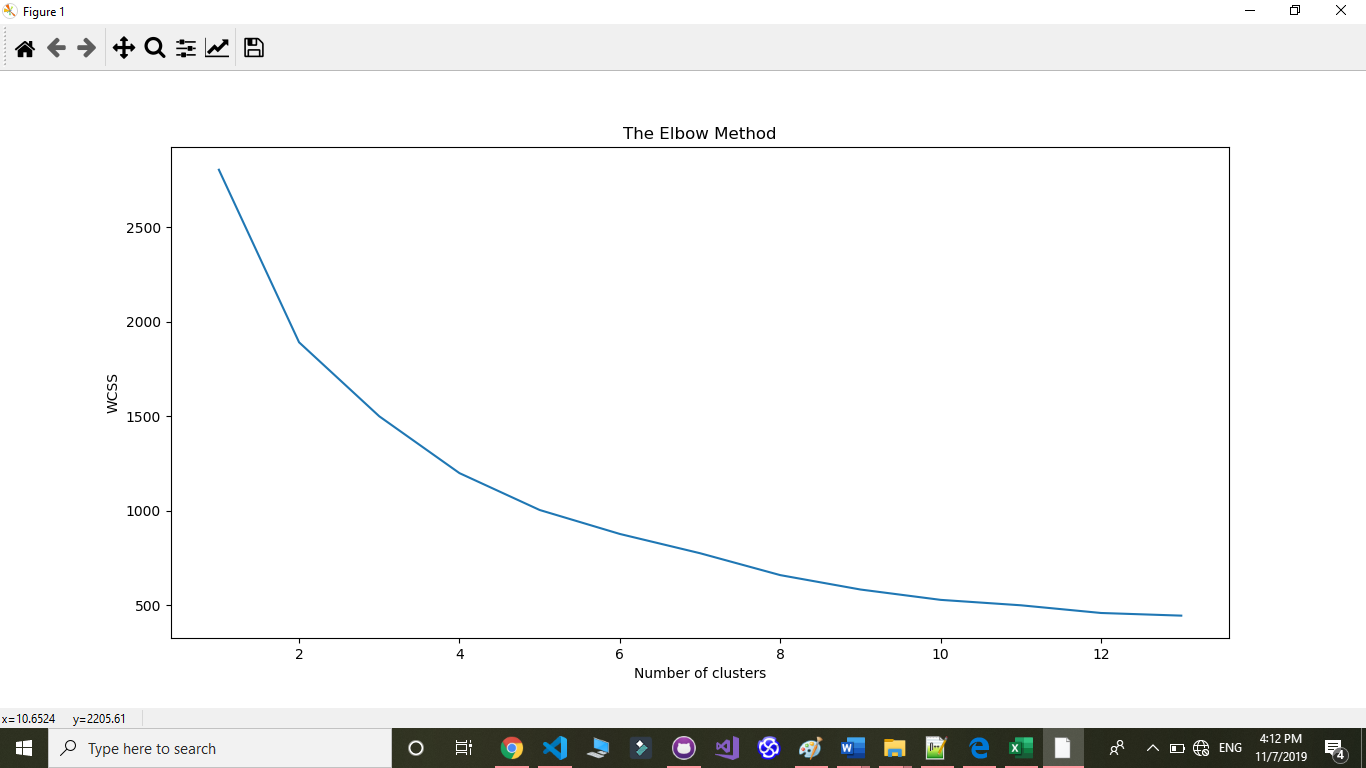 Figure 1
The Elbow Method
2500
2000
1500
1000
500
WCSS
2 4 6 8 10 12
Number of clusters
x=10.6524 y=2205.61
Type here to search
ENG
4:12 PM
11/7/2019
4